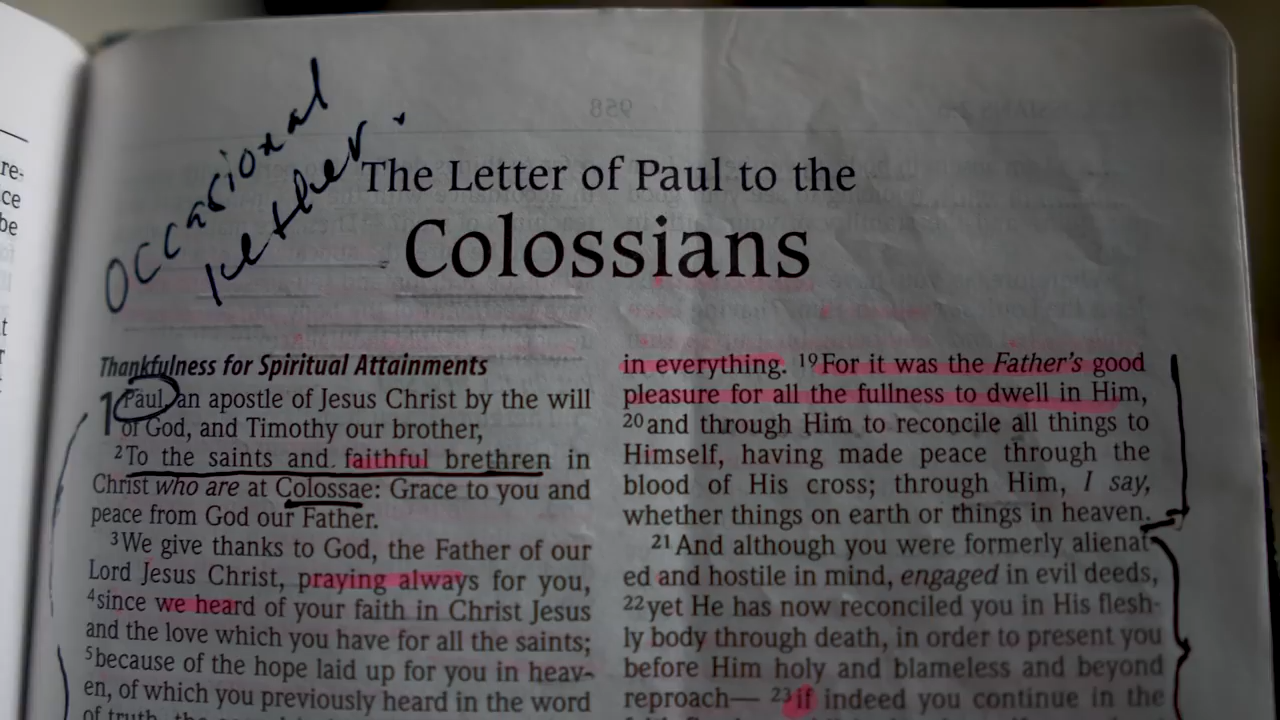 re-
ce
be
t
r
Occasional
letter.
The Letter of Paul to the
Colossians
Thankfulness for Spiritual Attainments
1 Paul, an apostle of Jesus Christ by the will
of God, and Timothy our brother,
2 To the saints and faithful brethren in
Christ who are at Colossae: Grace to you and
peace from God our Father.
3 We give thanks to God, the Father of our
Lord Jesus Christ, praying always for you,
4 since we heard of your faith in Christ Jesus
and the love which you have for all the saints;
5 because of the hope laid up for you in heav-
en, of which you previously heard in the word
of truth, the
in everything. 19 For it was the Father's good
pleasure for all the fullness to dwell in Him,
20 and through Him to reconcile all things to
Himself, having made peace through the
blood of His cross; through Him, I say,
whether things on earth or things in heaven.
21 And although you were formerly alienat-
ed and hostile in mind, engaged in evil deeds,
22 yet He has now reconciled you in His flesh-
ly body through death, in order to present you
before Him holy and blameless and beyond
reproach— 23 if indeed you continue in the